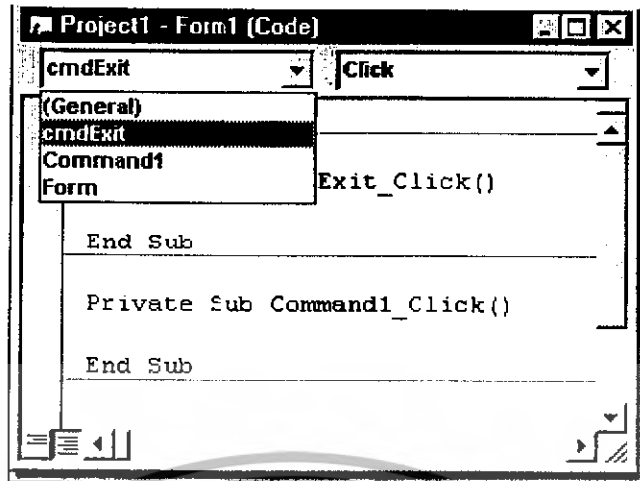 Project1 - Form1 (Code)
cmdExit
Click
(General)
cmdExit
Command1
Form
Exit_Click()
End Sub
Private Sub Command1_Click()
End Sub